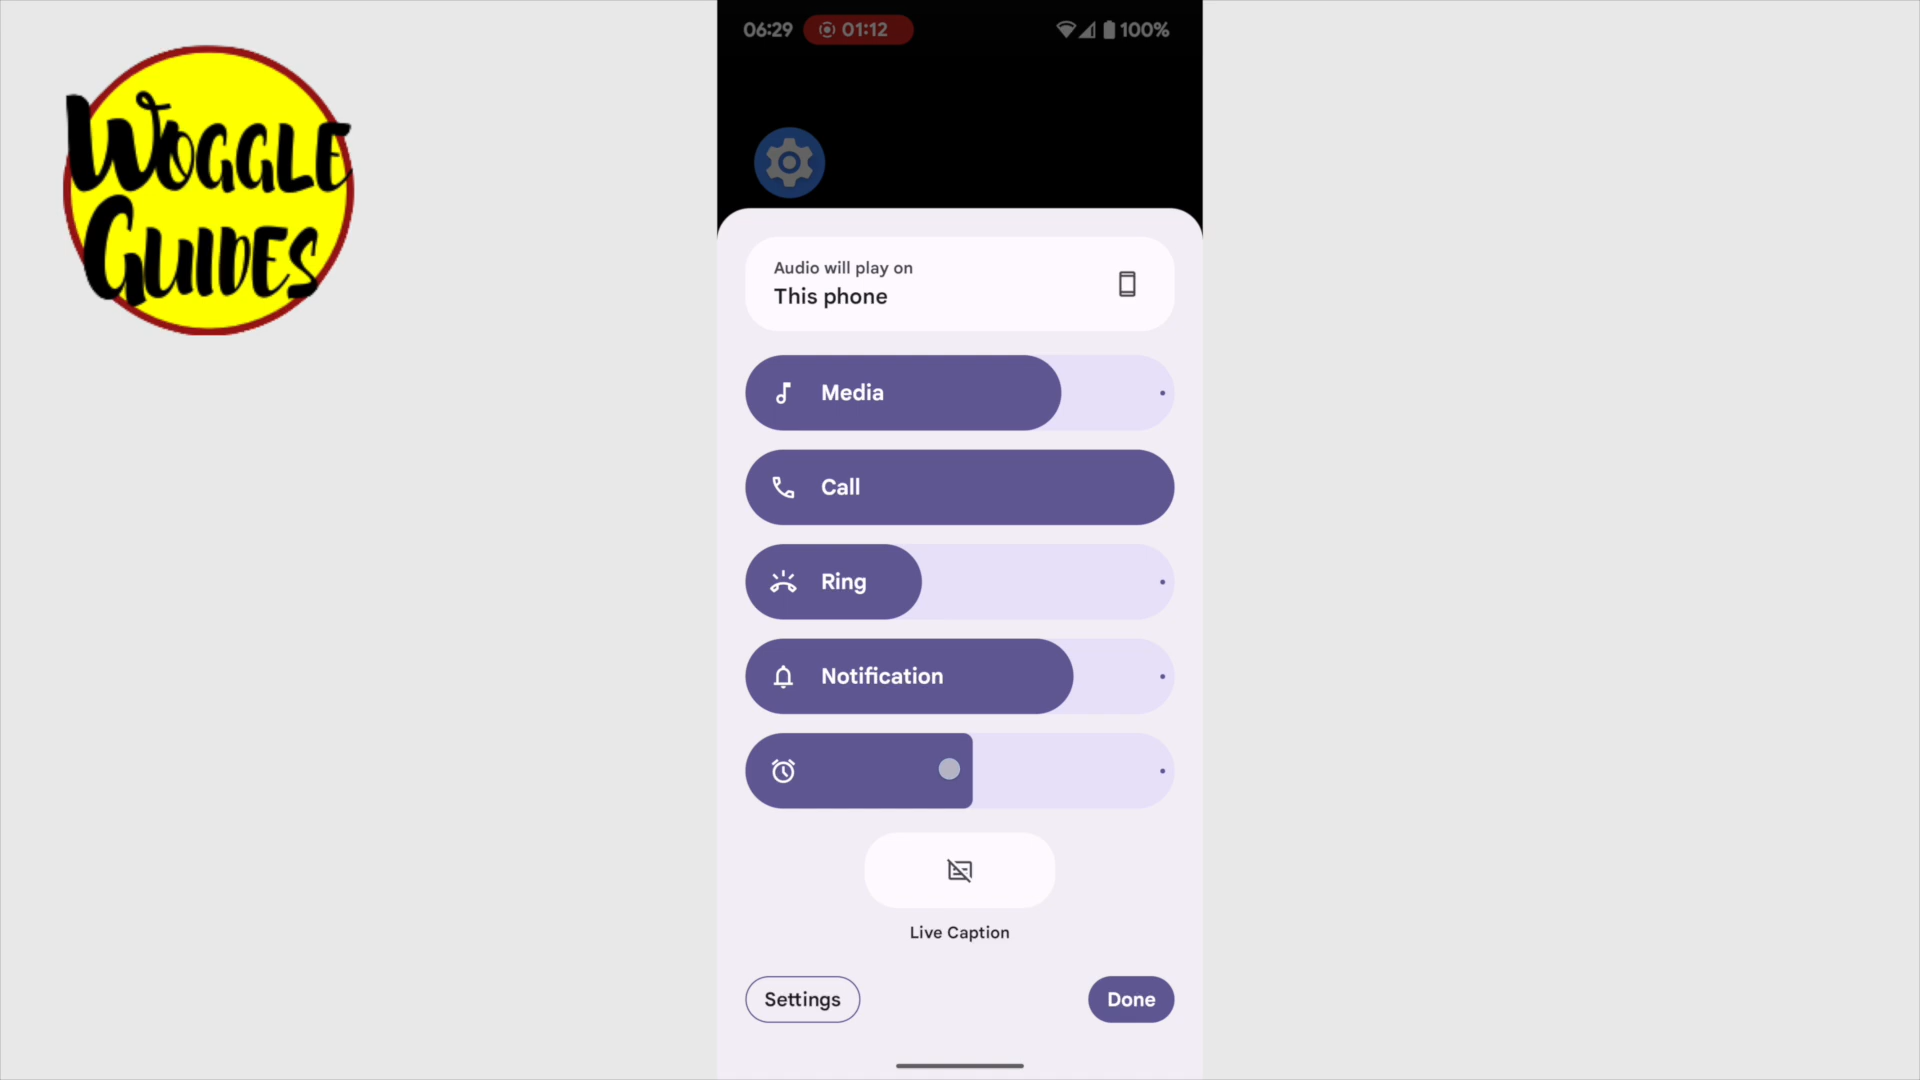 WOGGLE
GUIDES
06:29 01:12 100%
Audio will play on
This phone
Media
Call
Ring
Notification
Live Caption
Settings Done